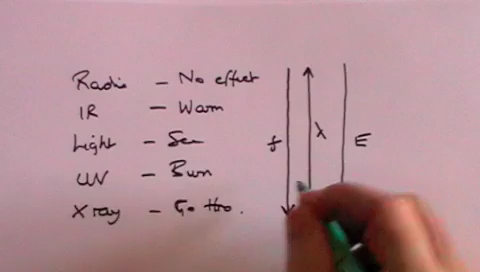 Radio - No effect
IR - Warm
Light - See
UV - Burn
X ray - Go thro.
f λ E